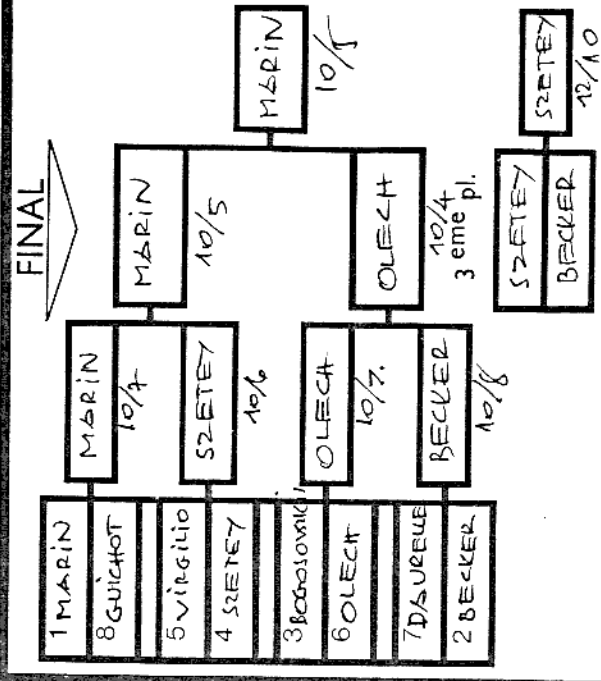 FINAL
1 MARIN
8 GUICHOT
5 VIRGILIO
4 SZETEY
3 BOGOSOVSKI
6 OLECH
7 DAURELLE
2 BECKER
MARIN
10/7
SZETEY
10/6
OLECH
10/7.
BECKER
10/8
MARIN
10/5
OLECH
10/4
3 eme pl.
MARIN
10/5
SZETEY
BECKER
SZETEY
12/10